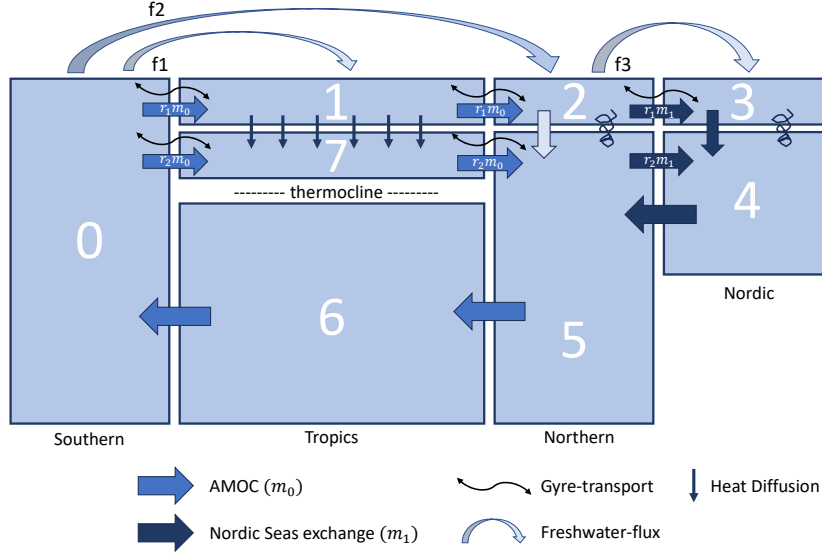 f2
f1
f3
1
2
3
r₁m₀
r₁m₀
r₁m₁
7
r₂m₀
r₂m₀
r₂m₁
--------- thermocline ---------
0
4
6
5
Nordic
Southern
Tropics
Northern
AMOC (m₀)
Gyre-transport
Heat Diffusion
Nordic Seas exchange (m₁)
Freshwater-flux